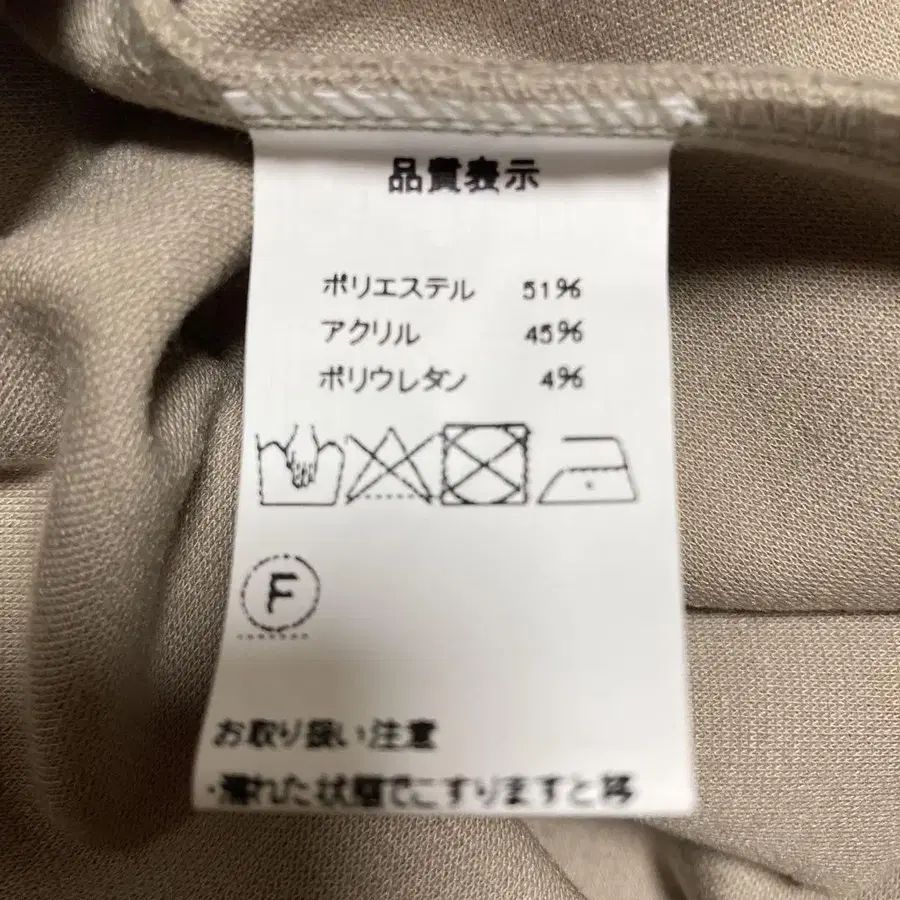 品質表示
ポリエステル 51%
アクリル 45%
ポリウレタン 4%
F
お取り扱い注意
・濡れた状態でこすりますと移